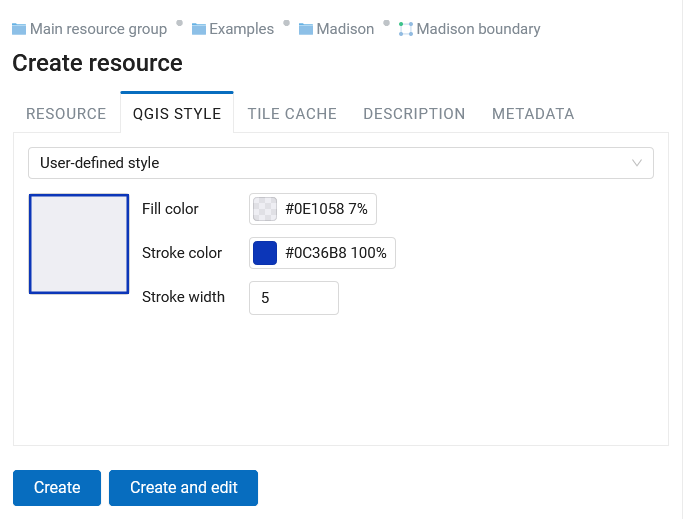 Main resource group Examples Madison Madison boundary
Create resource
RESOURCE QGIS STYLE TILE CACHE DESCRIPTION METADATA
User-defined style
Fill color #0E1058 7%
Stroke color #0C36B8 100%
Stroke width 5
Create Create and edit